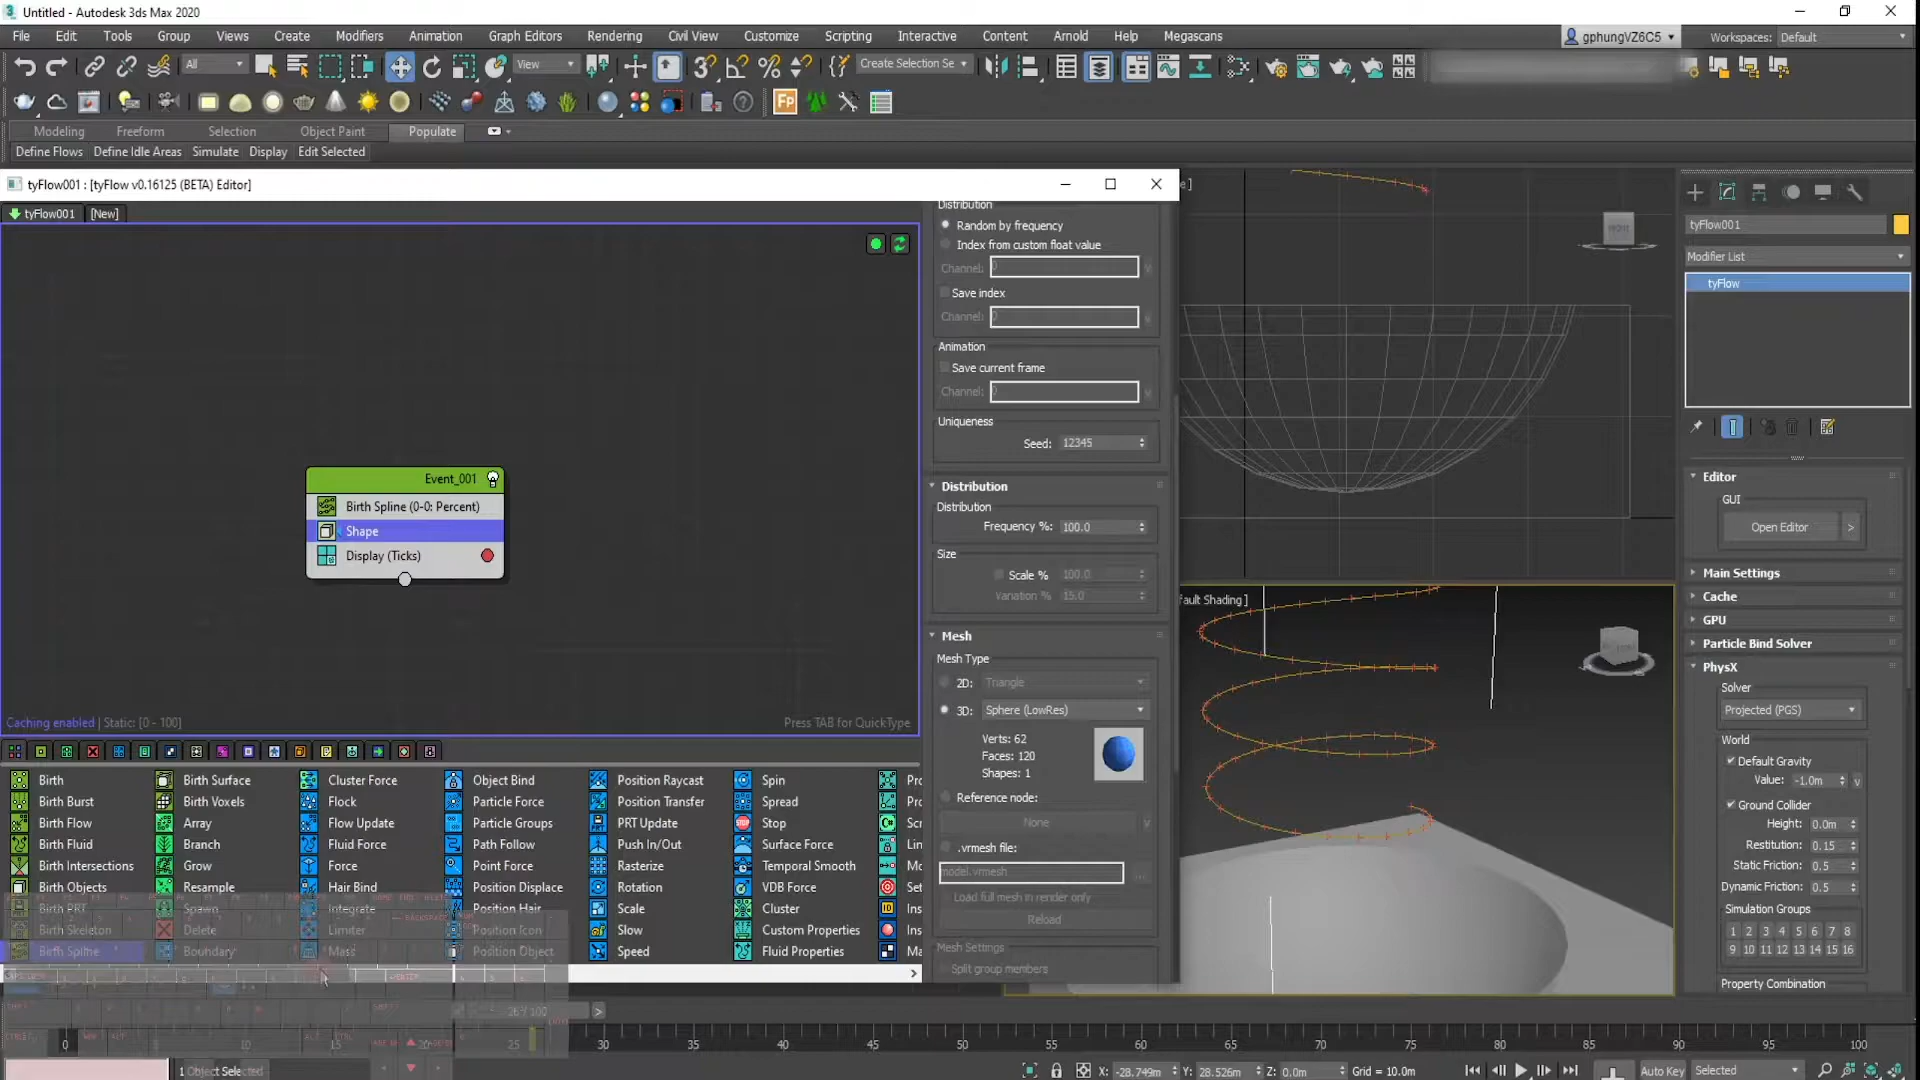 Untitled - Autodesk 3ds Max 2020
File Edit Tools Group Views Create Modifiers Animation Graph Editors Rendering Civil View Customize Scripting Interactive Content Arnold Help Megascans
gphungVZ6C5 Workspaces: Default
All View Create Selection Se
Modeling Freeform Selection Object Paint Populate
Define Flows Define Idle Areas Simulate Display Edit Selected
tyFlow001 : [tyFlow v0.16125 (BETA) Editor]
tyFlow001 [New]
Event_001
Birth Spline (0-0: Percent)
Shape
Display (Ticks)
Caching enabled | Static: [0 - 100] Press TAB for QuickType
Birth Birth Surface Cluster Force Object Bind Position Raycast Spin
Birth Burst Birth Voxels Flock Particle Force Position Transfer Spread
Birth Flow Array Flow Update Particle Groups PRT Update Stop
Birth Fluid Branch Fluid Force Path Follow Push In/Out Surface Force
Birth Intersections Grow Force Point Force Rasterize Temporal Smooth
Birth Objects Resample Hair Bind Position Displace Rotation VDB Force
Birth PRT Spawn Integrate Position Hair Scale Cluster
Birth Skeleton Delete Limiter Position Icon Slow Custom Properties
Birth Spline Boundary Mass Position Object Speed Fluid Properties
Distribution
Random by frequency
Index from custom float value
Channel: 0
Save index
Channel: 0
Animation
Save current frame
Channel: 0
Uniqueness
Seed: 12345
Distribution
Distribution
Frequency %: 100.0
Size
Scale % 100.0
Variation % 15.0
Mesh
Mesh Type
2D: Triangle
3D: Sphere (LowRes)
Verts: 62
Faces: 120
Shapes: 1
Reference node:
None
.vrmesh file:
model.vrmesh
Load full mesh in render only
Reload
Mesh Settings
Split group members
fault Shading ]
tyFlow001
Modifier List
tyFlow
Editor
GUI
Open Editor >
Main Settings
Cache
GPU
Particle Bind Solver
PhysX
Solver
Projected (PGS)
World
Default Gravity
Value: -1.0m
Ground Collider
Height: 0.0m
Restitution: 0.15
Static Friction: 0.5
Dynamic Friction: 0.5
Simulation Groups
1 2 3 4 5 6 7 8
9 10 11 12 13 14 15 16
Property Combination
26 / 100
0 10 15 20 25 30 35 40 45 50 55 60 65 70 75 80 85 90 95 100
1 Object Selected X: -28.749m Y: 28.526m Z: 0.0m Grid = 10.0m Auto Key Selected